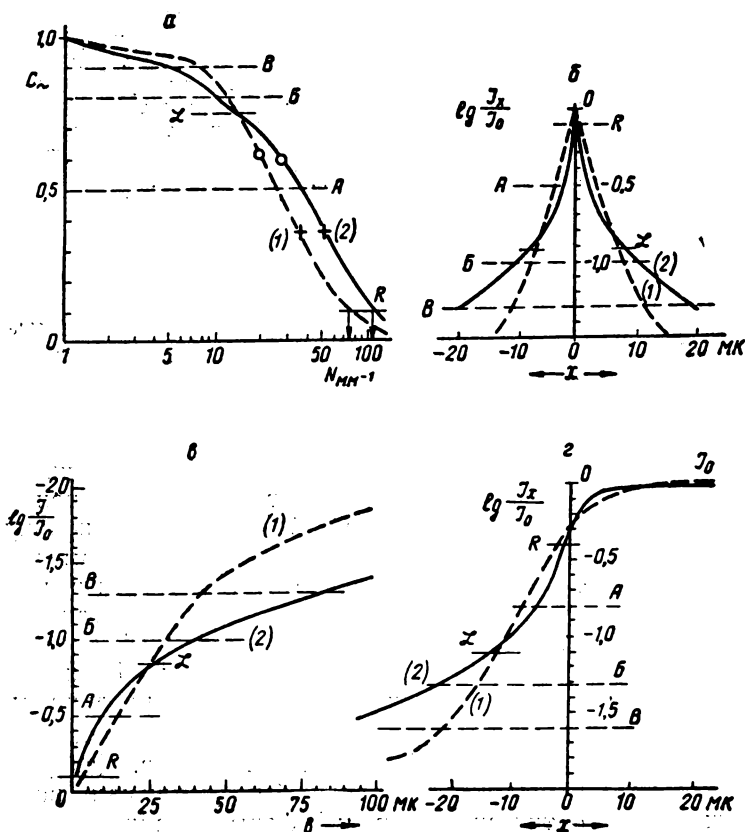 а
1,0
C~
0,5
0
В
Б
ℒ
А
(1)
(2)
R
1
5
10
50
100
N мм⁻¹
б
lg Jx/J0
0
R
-0,5
А
ℒ
Б
-1,0
(2)
В
(1)
-20
-10
0
10
20 МК
← x →
в
-2,0
lg J/J0
-1,5
-1,0
-0,5
0
(1)
В
Б
(2)
ℒ
А
R
25
50
75
100 МК
в →
г
lg Jx/J0
0
J0
R
-0,5
А
-1,0
ℒ
(2)
Б
(1)
-1,5
В
-20
-10
0
10
20 МК
← x →